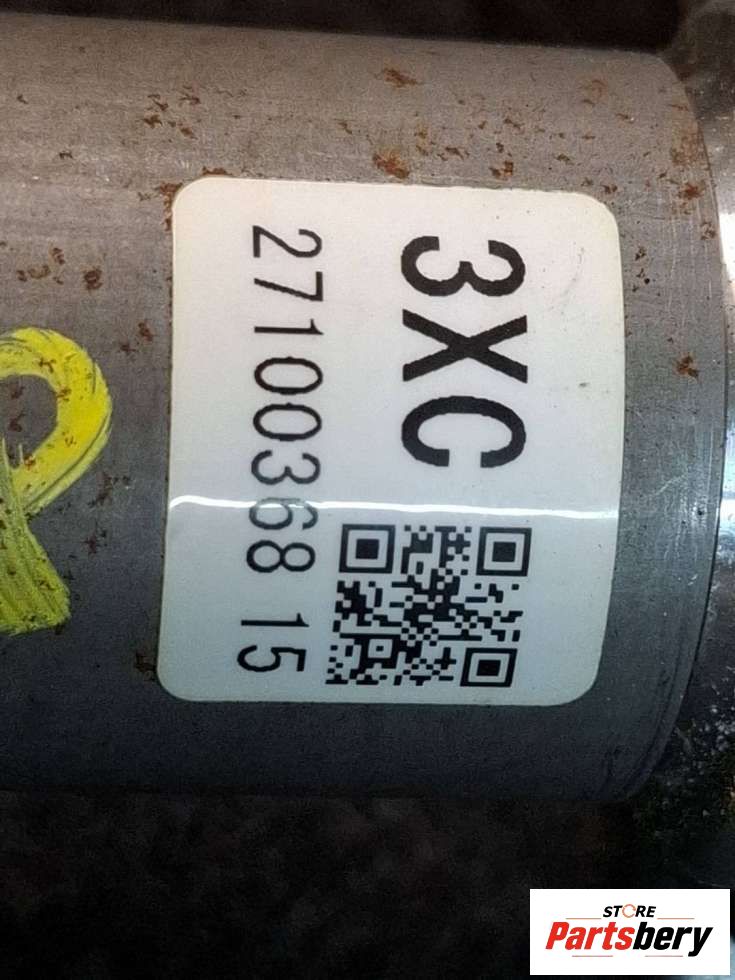 3XC
27100368 15
STORE
Partsbery